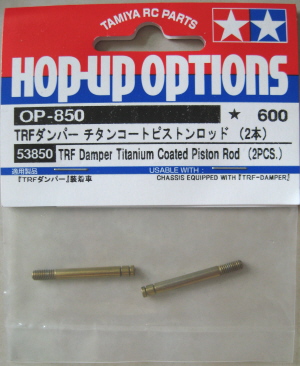 TAMIYA RC PARTS
HOP-UP OPTIONS
OP-850 ★ 600
TRFダンパー チタンコートピストンロッド (2本)
53850 TRF Damper Titanium Coated Piston Rod (2PCS.)
適用製品 USABLE WITH :
『TRFダンパー』装着車 CHASSIS EQUIPPED WITH『TRF-DAMPER』